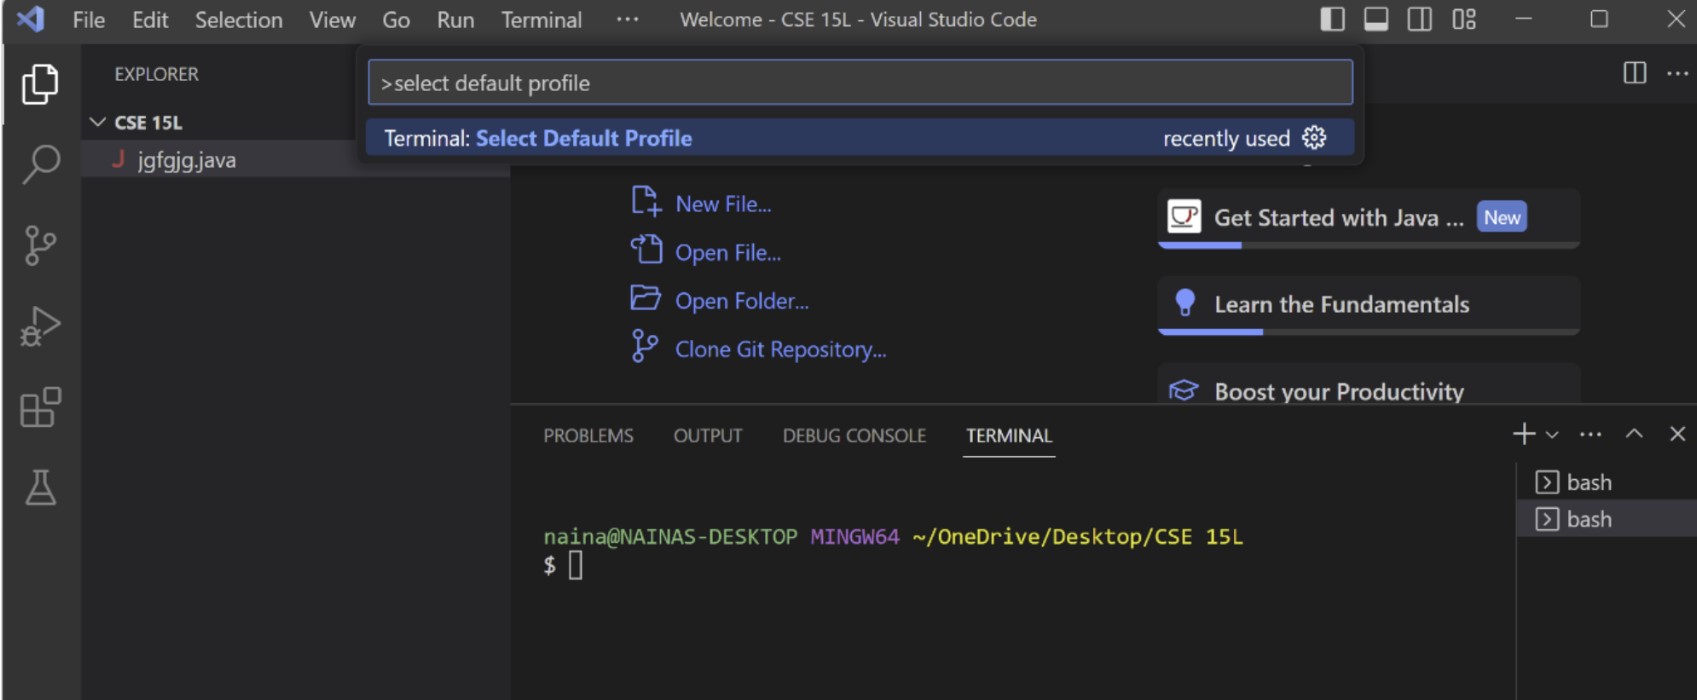 File Edit Selection View Go Run Terminal ··· Welcome - CSE 15L - Visual Studio Code
EXPLORER
>select default profile
Terminal: Select Default Profile recently used
CSE 15L
J jgfgjg.java
New File...
Open File...
Open Folder...
Clone Git Repository...
Get Started with Java ... New
Learn the Fundamentals
Boost your Productivity
PROBLEMS OUTPUT DEBUG CONSOLE TERMINAL
bash
bash
naina@NAINAS-DESKTOP MINGW64 ~/OneDrive/Desktop/CSE 15L
$